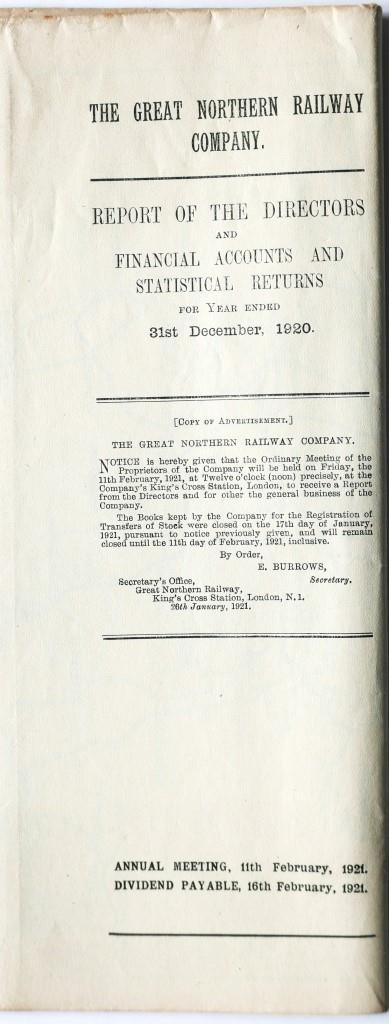 THE GREAT NORTHERN RAILWAY
COMPANY.
REPORT OF THE DIRECTORS
AND
FINANCIAL ACCOUNTS AND
STATISTICAL RETURNS
FOR YEAR ENDED
31st December, 1920.
[COPY OF ADVERTISEMENT.]
THE GREAT NORTHERN RAILWAY COMPANY.
NOTICE is hereby given that the Ordinary Meeting of the
Proprietors of the Company will be held on Friday, the
11th February, 1921, at Twelve o'clock (noon) precisely, at the
Company's King's Cross Station, London, to receive a Report
from the Directors and for other the general business of the
Company.
The Books kept by the Company for the Registration of
Transfers of Stock were closed on the 17th day of January,
1921, pursuant to notice previously given, and will remain
closed until the 11th day of February, 1921, inclusive.
By Order,
E. BURROWS,
Secretary's Office, Secretary.
Great Northern Railway,
King's Cross Station, London, N.1.
26th January, 1921.
ANNUAL MEETING, 11th February, 1921.
DIVIDEND PAYABLE, 16th February, 1921.